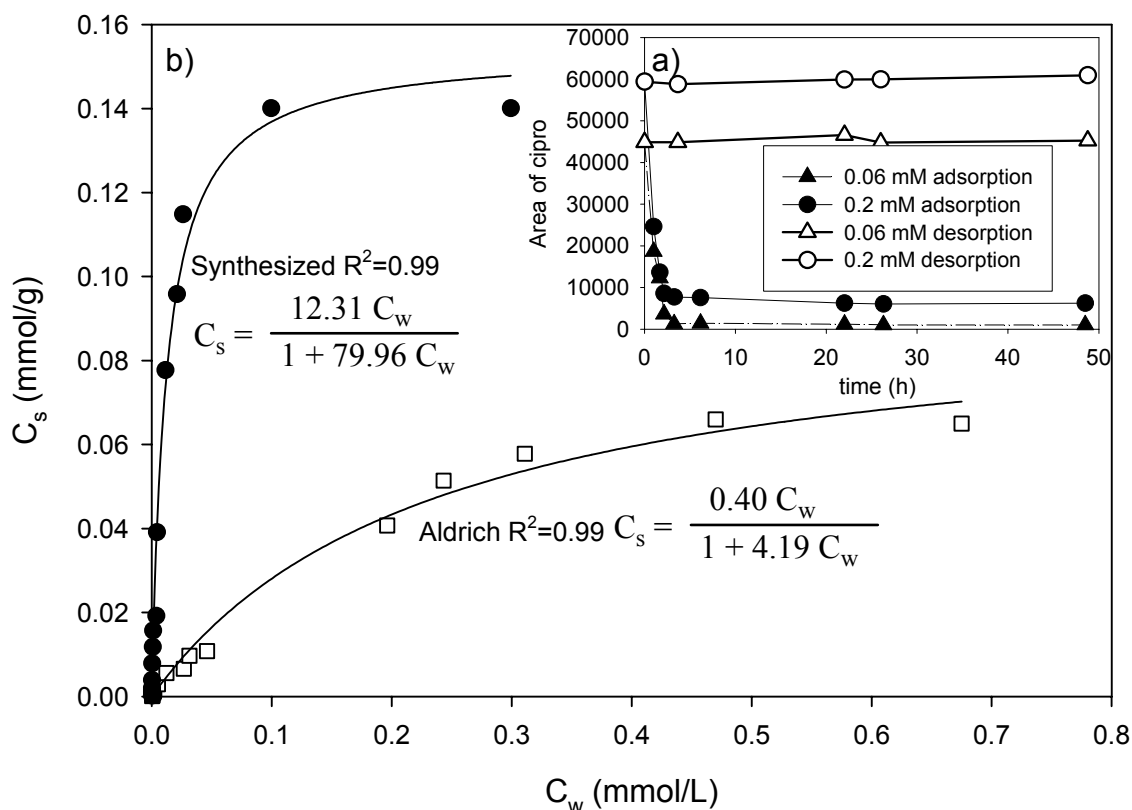 b)
0.16
0.14
0.12
0.10
0.08
0.06
0.04
0.02
0.00
C_s (mmol/g)
0.0 0.1 0.2 0.3 0.4 0.5 0.6 0.7 0.8
C_w (mmol/L)
Synthesized R²=0.99
C_s = 12.31 C_w / 1 + 79.96 C_w
Aldrich R²=0.99 C_s = 0.40 C_w / 1 + 4.19 C_w
a)
70000
60000
50000
40000
30000
20000
10000
0
Area of cipro
0 10 20 30 40 50
time (h)
0.06 mM adsorption
0.2 mM adsorption
0.06 mM desorption
0.2 mM desorption